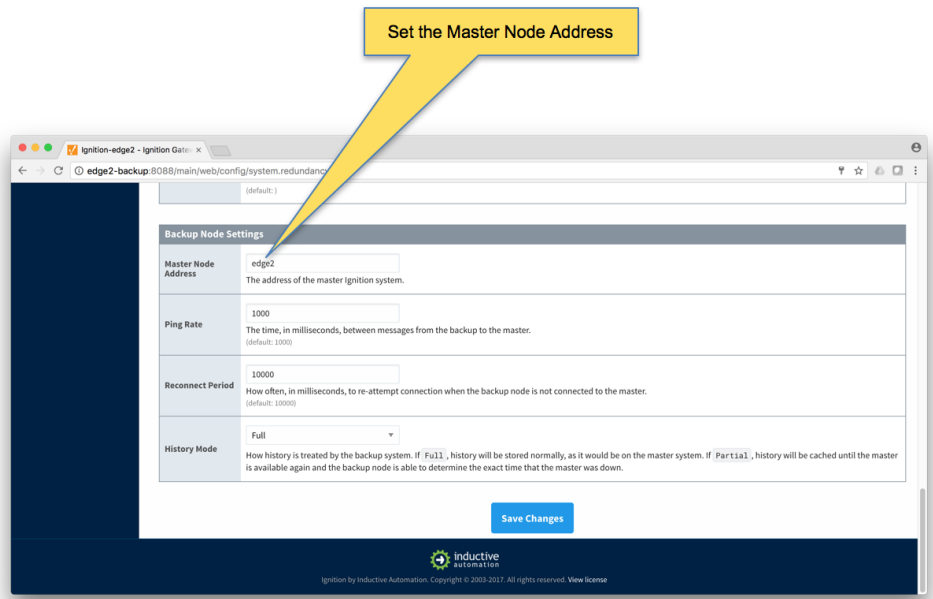 Set the Master Node Address
Ignition-edge2 - Ignition Gate
edge2-backup:8088/main/web/config/system.redundancy
(default: )
Backup Node Settings
Master Node Address
edge2
The address of the master Ignition system.
Ping Rate
1000
The time, in milliseconds, between messages from the backup to the master.
(default: 1000)
Reconnect Period
10000
How often, in milliseconds, to re-attempt connection when the backup node is not connected to the master.
(default: 10000)
History Mode
Full
How history is treated by the backup system. If Full , history will be stored normally, as it would be on the master system. If Partial , history will be cached until the master
is available again and the backup node is able to determine the exact time that the master was down.
Save Changes
inductive
automation
Ignition by Inductive Automation. Copyright © 2003-2017. All rights reserved. View license